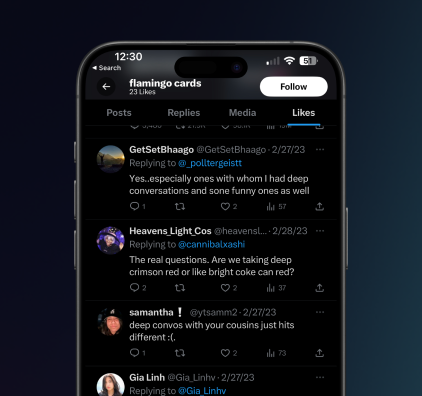 12:30
51
Search
flamingo cards
23 Likes
Follow
Posts Replies Media Likes
GetSetBhaago @GetSetBhaago · 2/27/23
Replying to @_polltergeistt
Yes..especially ones with whom I had deep
conversations and sone funny ones as well
1 2 57
Heavens_Light_Cos @heavensl... · 2/28/23
Replying to @cannibalxashi
The real questions. Are we taking deep
crimson red or like bright coke can red?
2 2 37
samantha❕ @ytsamm2 · 2/27/23
deep convos with your cousins just hits
different :(.
1 2 73
Gia Linh @Gia_Linhv · 2/27/23
Replying to @Gia_Linhv